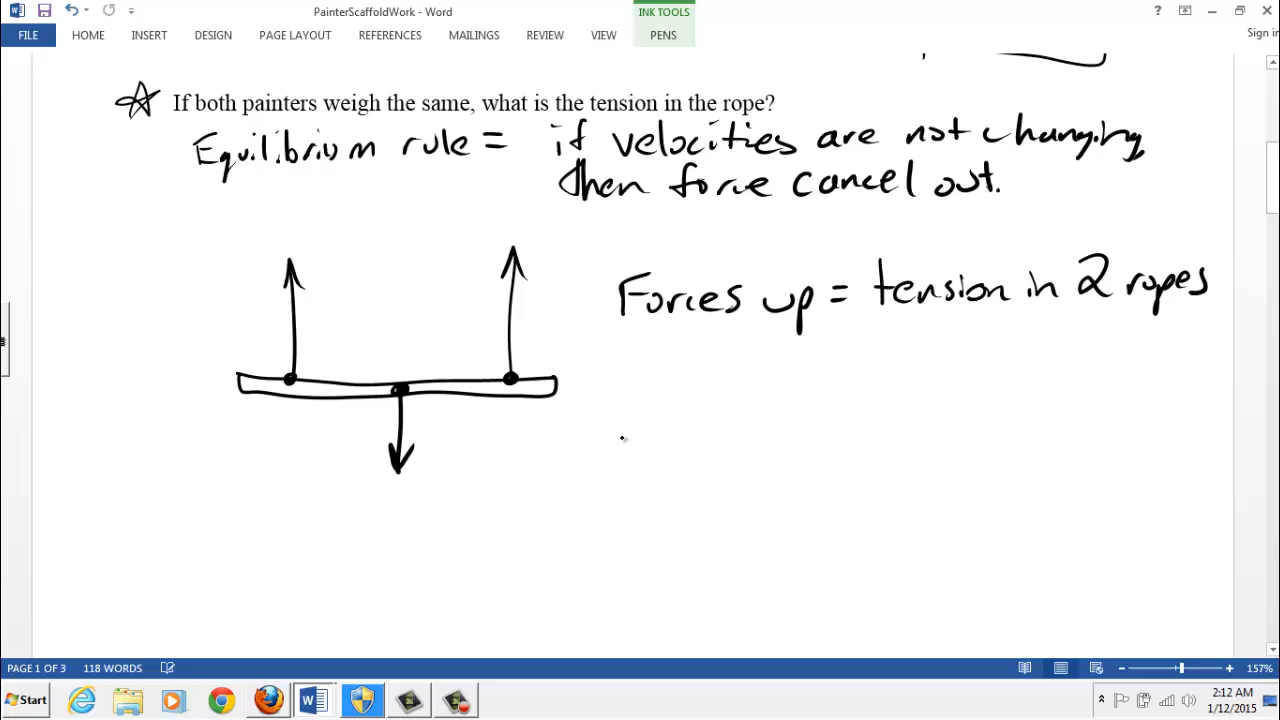 PainterScaffoldWork - Word
INK TOOLS
?
Sign in
FILE HOME INSERT DESIGN PAGE LAYOUT REFERENCES MAILINGS REVIEW VIEW PENS
If both painters weigh the same, what is the tension in the rope?
Equilibrium rule = if velocities are not changing
then force cancel out.
Forces up = tension in 2 ropes
PAGE 1 OF 3 118 WORDS
157%
Start
2:12 AM
1/12/2015